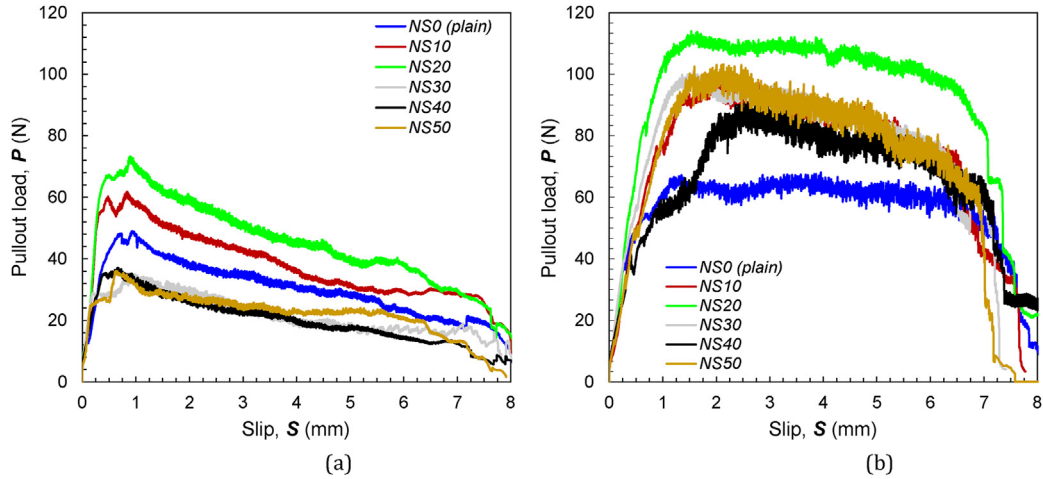 120
100
80
60
40
20
0
Pullout load, P (N)
NS0 (plain)
NS10
NS20
NS30
NS40
NS50
0 1 2 3 4 5 6 7 8
Slip, S (mm)
(a)
120
100
80
60
40
20
0
Pullout load, P (N)
NS0 (plain)
NS10
NS20
NS30
NS40
NS50
0 1 2 3 4 5 6 7 8
Slip, S (mm)
(b)